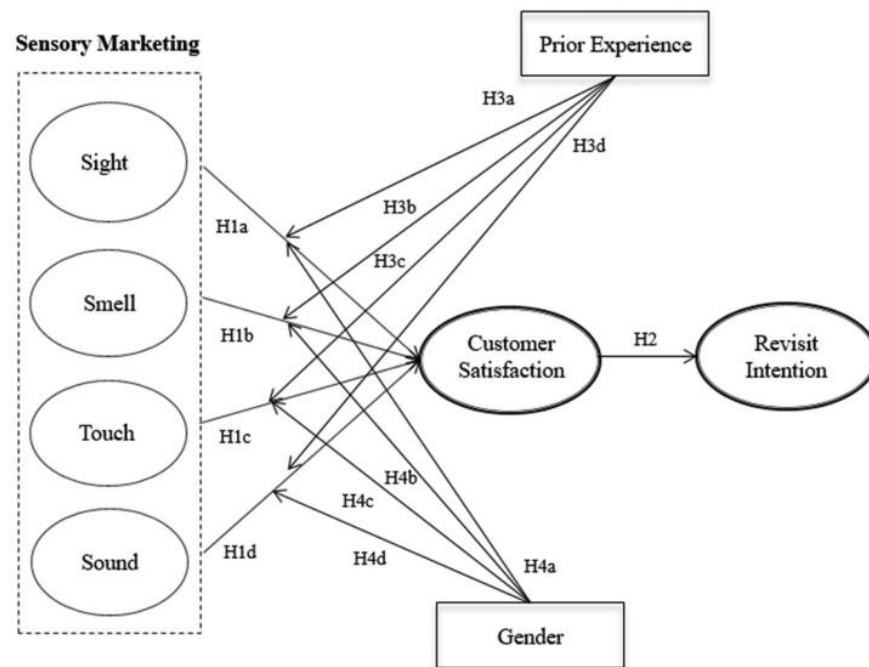 Sensory Marketing
Prior Experience
Sight
Smell
Touch
Sound
H1a
H1b
H1c
H1d
H3a
H3b
H3c
H3d
Customer
Satisfaction
H2
Revisit
Intention
H4b
H4c
H4d
H4a
Gender